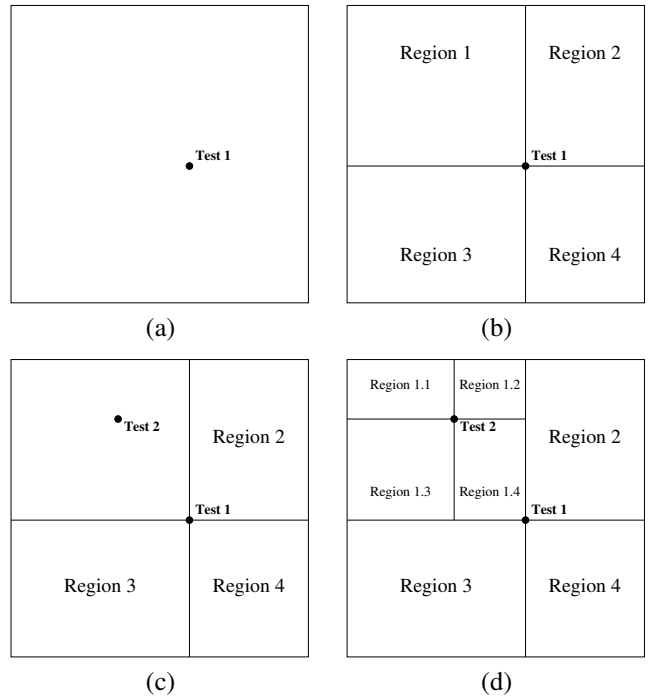 Test 1
(a)
Region 1
Region 2
Test 1
Region 3
Region 4
(b)
Test 2
Region 2
Test 1
Region 3
Region 4
(c)
Region 1.1
Region 1.2
Test 2
Region 2
Region 1.3
Region 1.4
Test 1
Region 3
Region 4
(d)